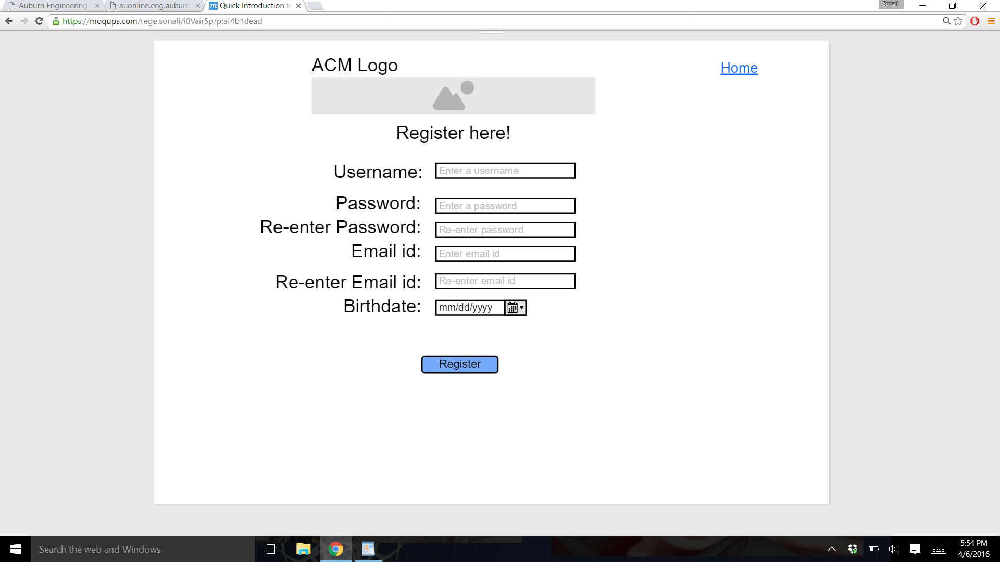 Auburn Engineering
auonline.eng.auburn
m Quick Introduction to
Sonali
https://moqups.com/rege.sonali/i0Vair5p/p:af4b1dead
ACM Logo
Home
Register here!
Username: Enter a username
Password: Enter a password
Re-enter Password: Re-enter password
Email id: Enter email id
Re-enter Email id: Re-enter email id
Birthdate: mm/dd/yyyy
Register
Search the web and Windows
5:54 PM
4/6/2016